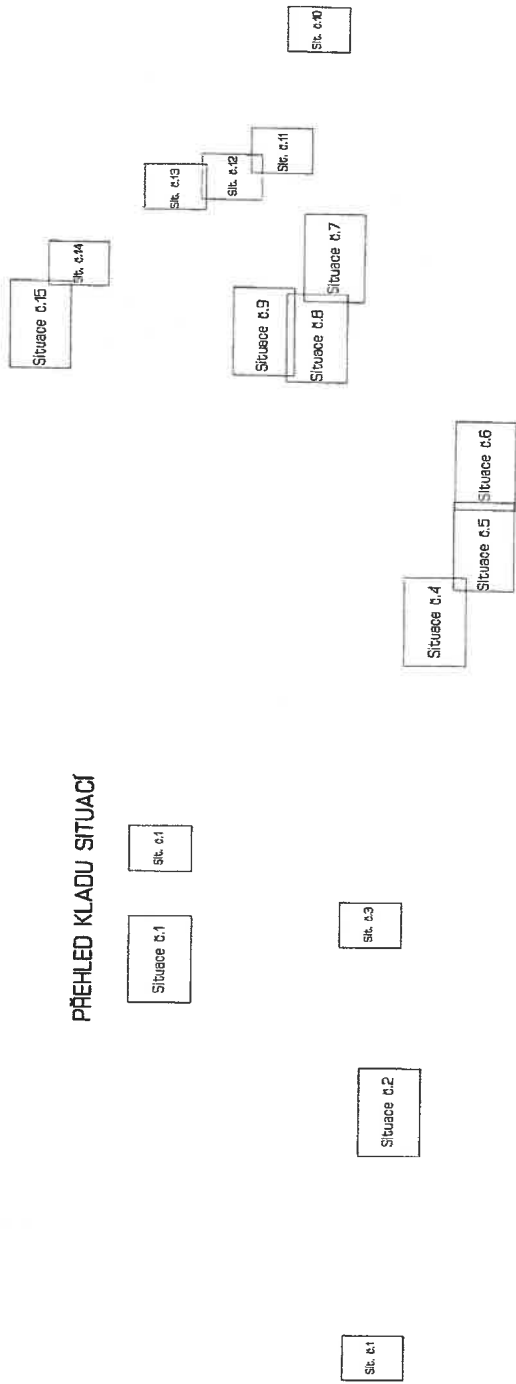 PŘEHLED KLADU SITUACÍ
Situace č.1
Sit. č.1
Sit. č.1
Situace č.2
Sit. č.3
Situace č.4
Situace č.5
Situace č.6
Situace č.7
Situace č.8
Situace č.9
Sit. č.10
Sit. č.11
Sit. č.12
Sit. č.13
Sit. č.14
Situace č.15